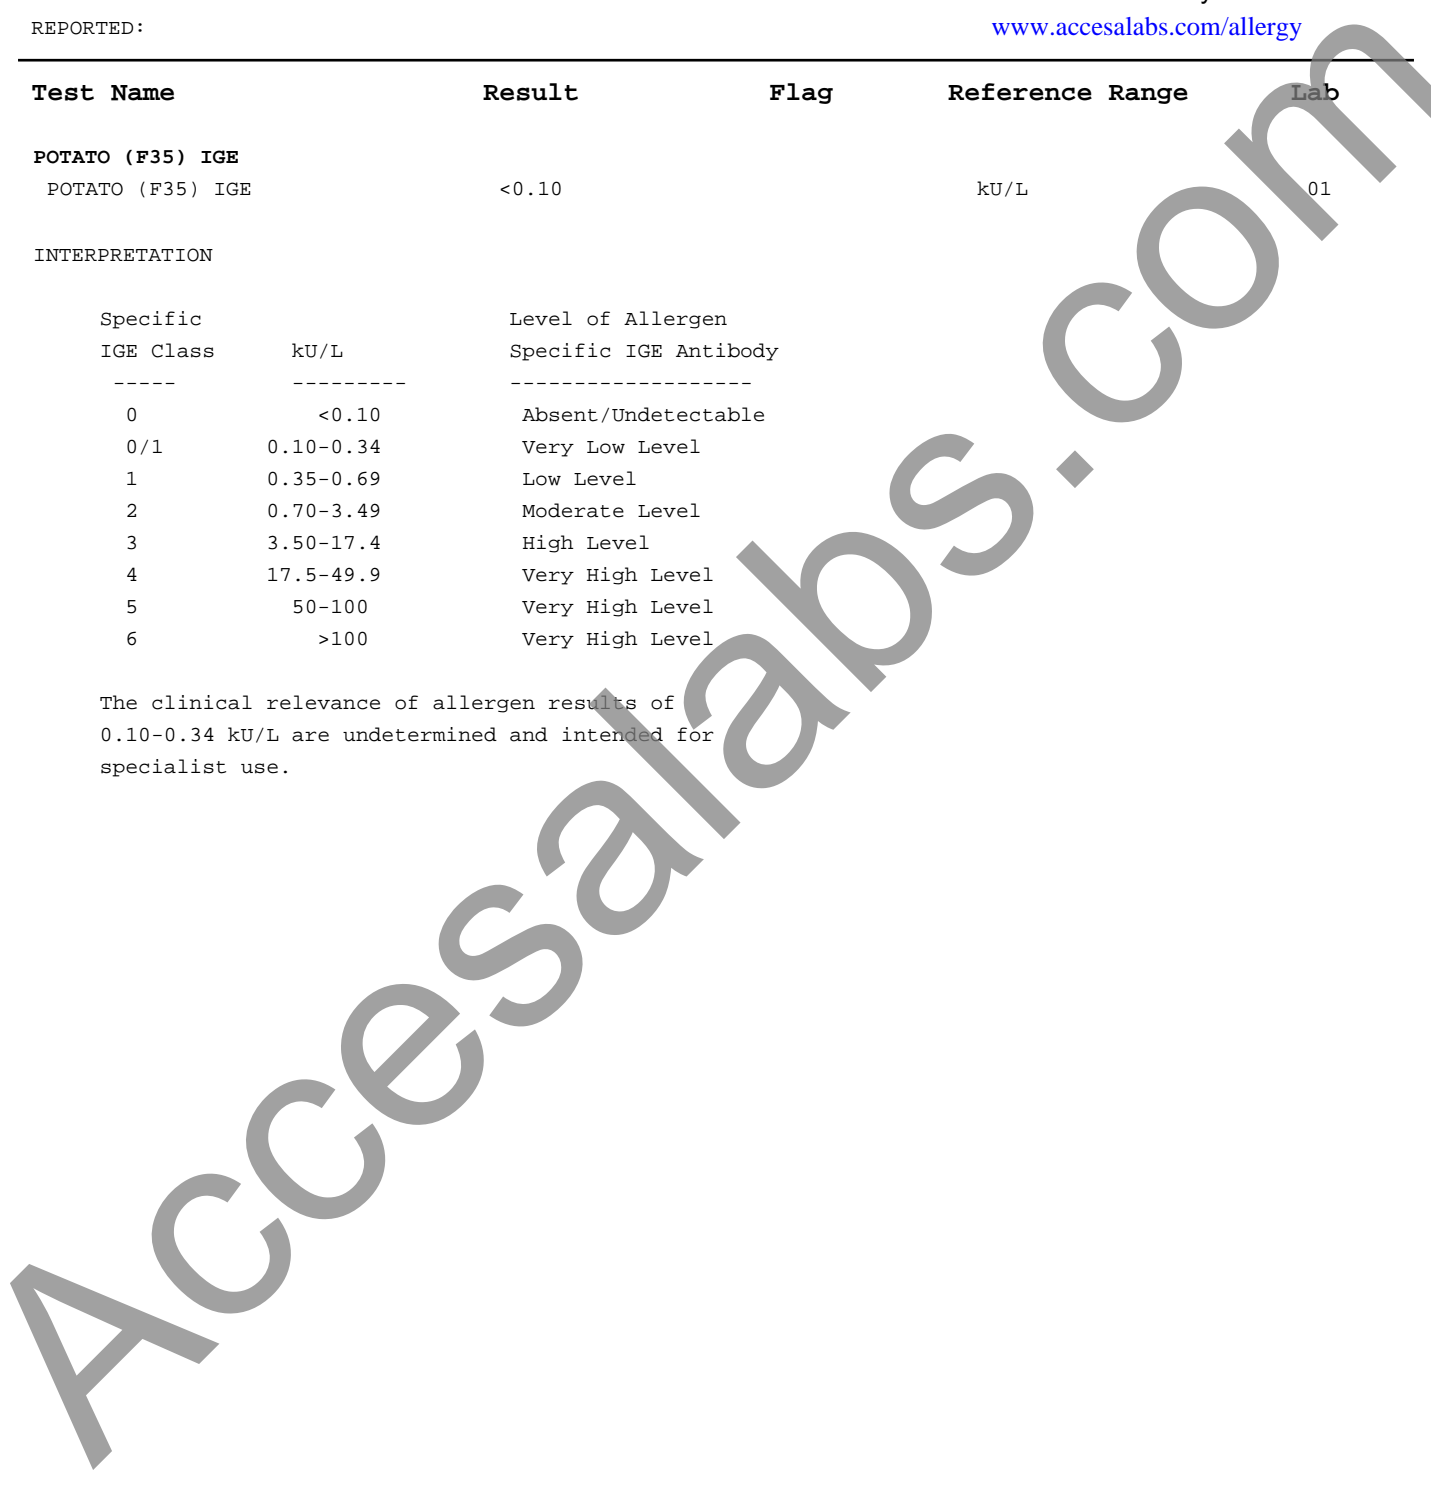 REPORTED:
www.accesalabs.com/allergy
Test Name Result Flag Reference Range Lab
POTATO (F35) IGE
POTATO (F35) IGE <0.10 kU/L 01
INTERPRETATION
Specific Level of Allergen
IGE Class kU/L Specific IGE Antibody
----- --------- -------------------
0 <0.10 Absent/Undetectable
0/1 0.10-0.34 Very Low Level
1 0.35-0.69 Low Level
2 0.70-3.49 Moderate Level
3 3.50-17.4 High Level
4 17.5-49.9 Very High Level
5 50-100 Very High Level
6 >100 Very High Level
The clinical relevance of allergen results of
0.10-0.34 kU/L are undetermined and intended for
specialist use.
Accesalabs.com